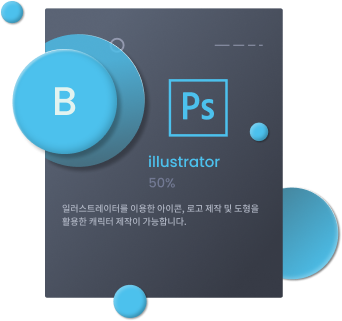 B
Ps
illustrator
50%
일러스트레이터를 이용한 아이콘, 로고 제작 및 도형을
활용한 캐릭터 제작이 가능합니다.